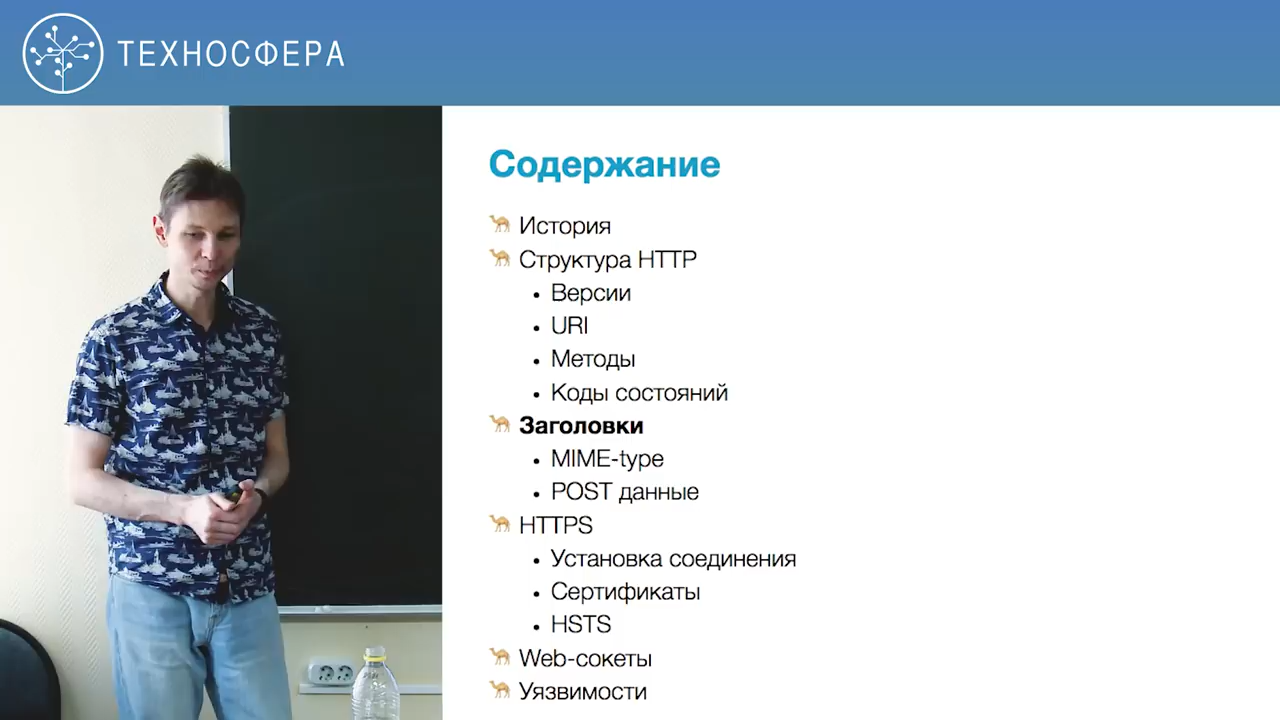 ТЕХНОСФЕРА
Содержание
История
Структура HTTP
Версии
URI
Методы
Коды состояний
Заголовки
MIME-type
POST данные
HTTPS
Установка соединения
Сертификаты
HSTS
Web-сокеты
Уязвимости